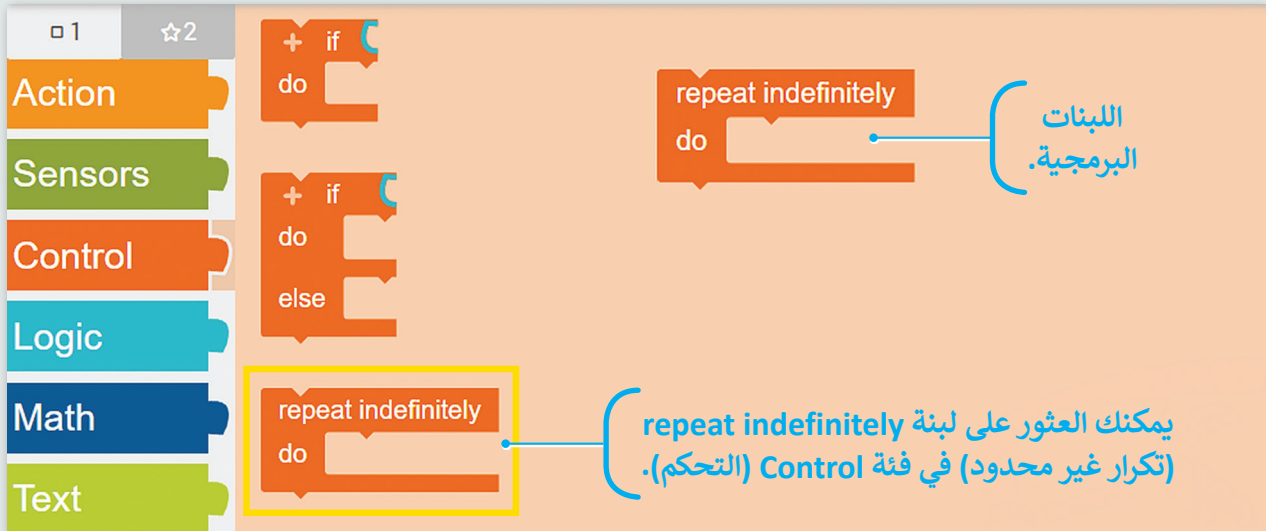 1
2
Action
Sensors
Control
Logic
Math
Text
+ if
do
+ if
do
else
repeat indefinitely
do
repeat indefinitely
do
اللبنات
البرمجية.
يمكنك العثور على لبنة repeat indefinitely
(تكرار غير محدود) في فئة Control (التحكم).